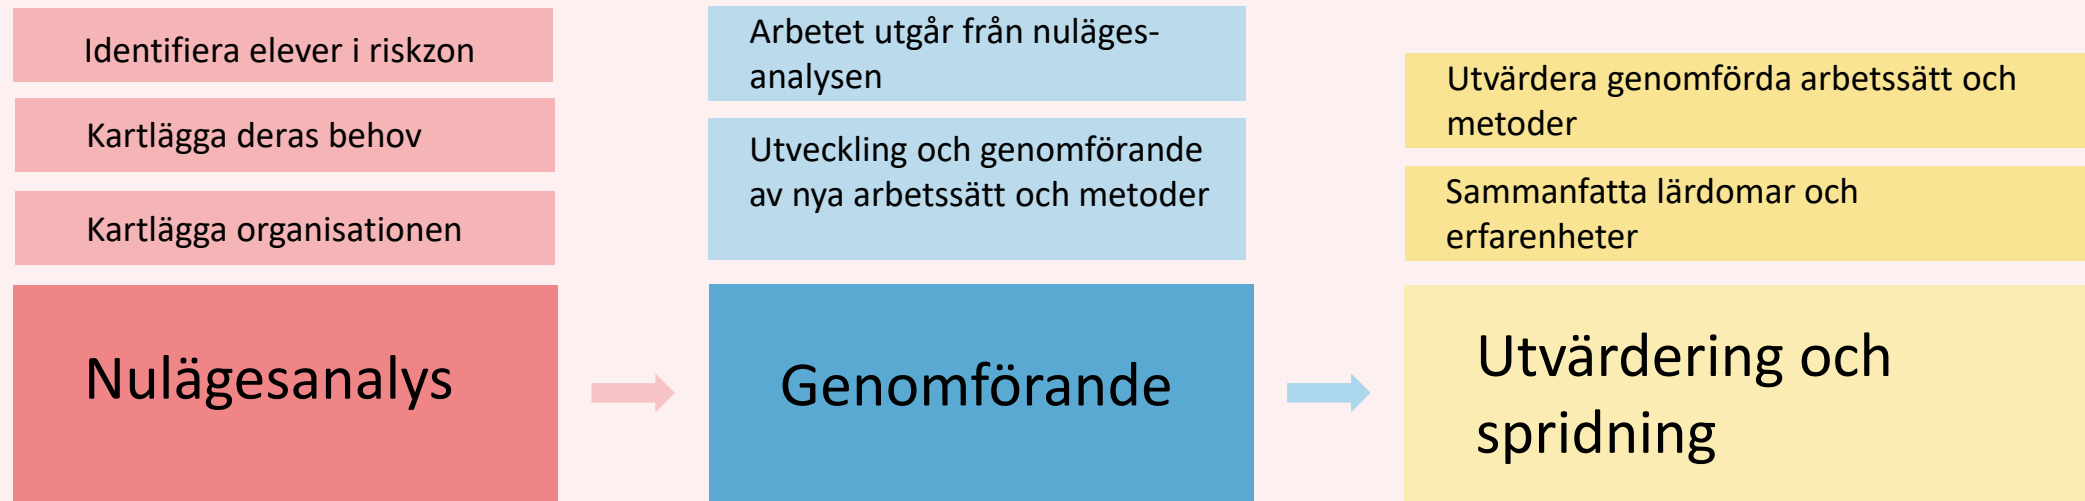 Identifiera elever i riskzon
Kartlägga deras behov
Kartlägga organisationen
Nulägesanalys
Arbetet utgår från nuläges-
analysen
Utveckling och genomförande
av nya arbetssätt och metoder
Genomförande
Utvärdera genomförda arbetssätt och
metoder
Sammanfatta lärdomar och
erfarenheter
Utvärdering och
spridning